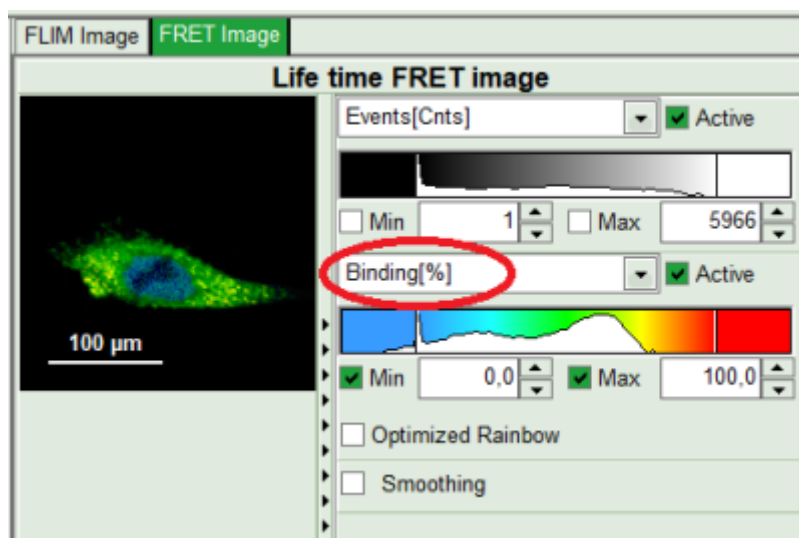 FLIM Image FRET Image
Life time FRET image
Events[Cnts] Active
Min 1 Max 5966
Binding[%] Active
100 µm
Min 0,0 Max 100,0
Optimized Rainbow
Smoothing